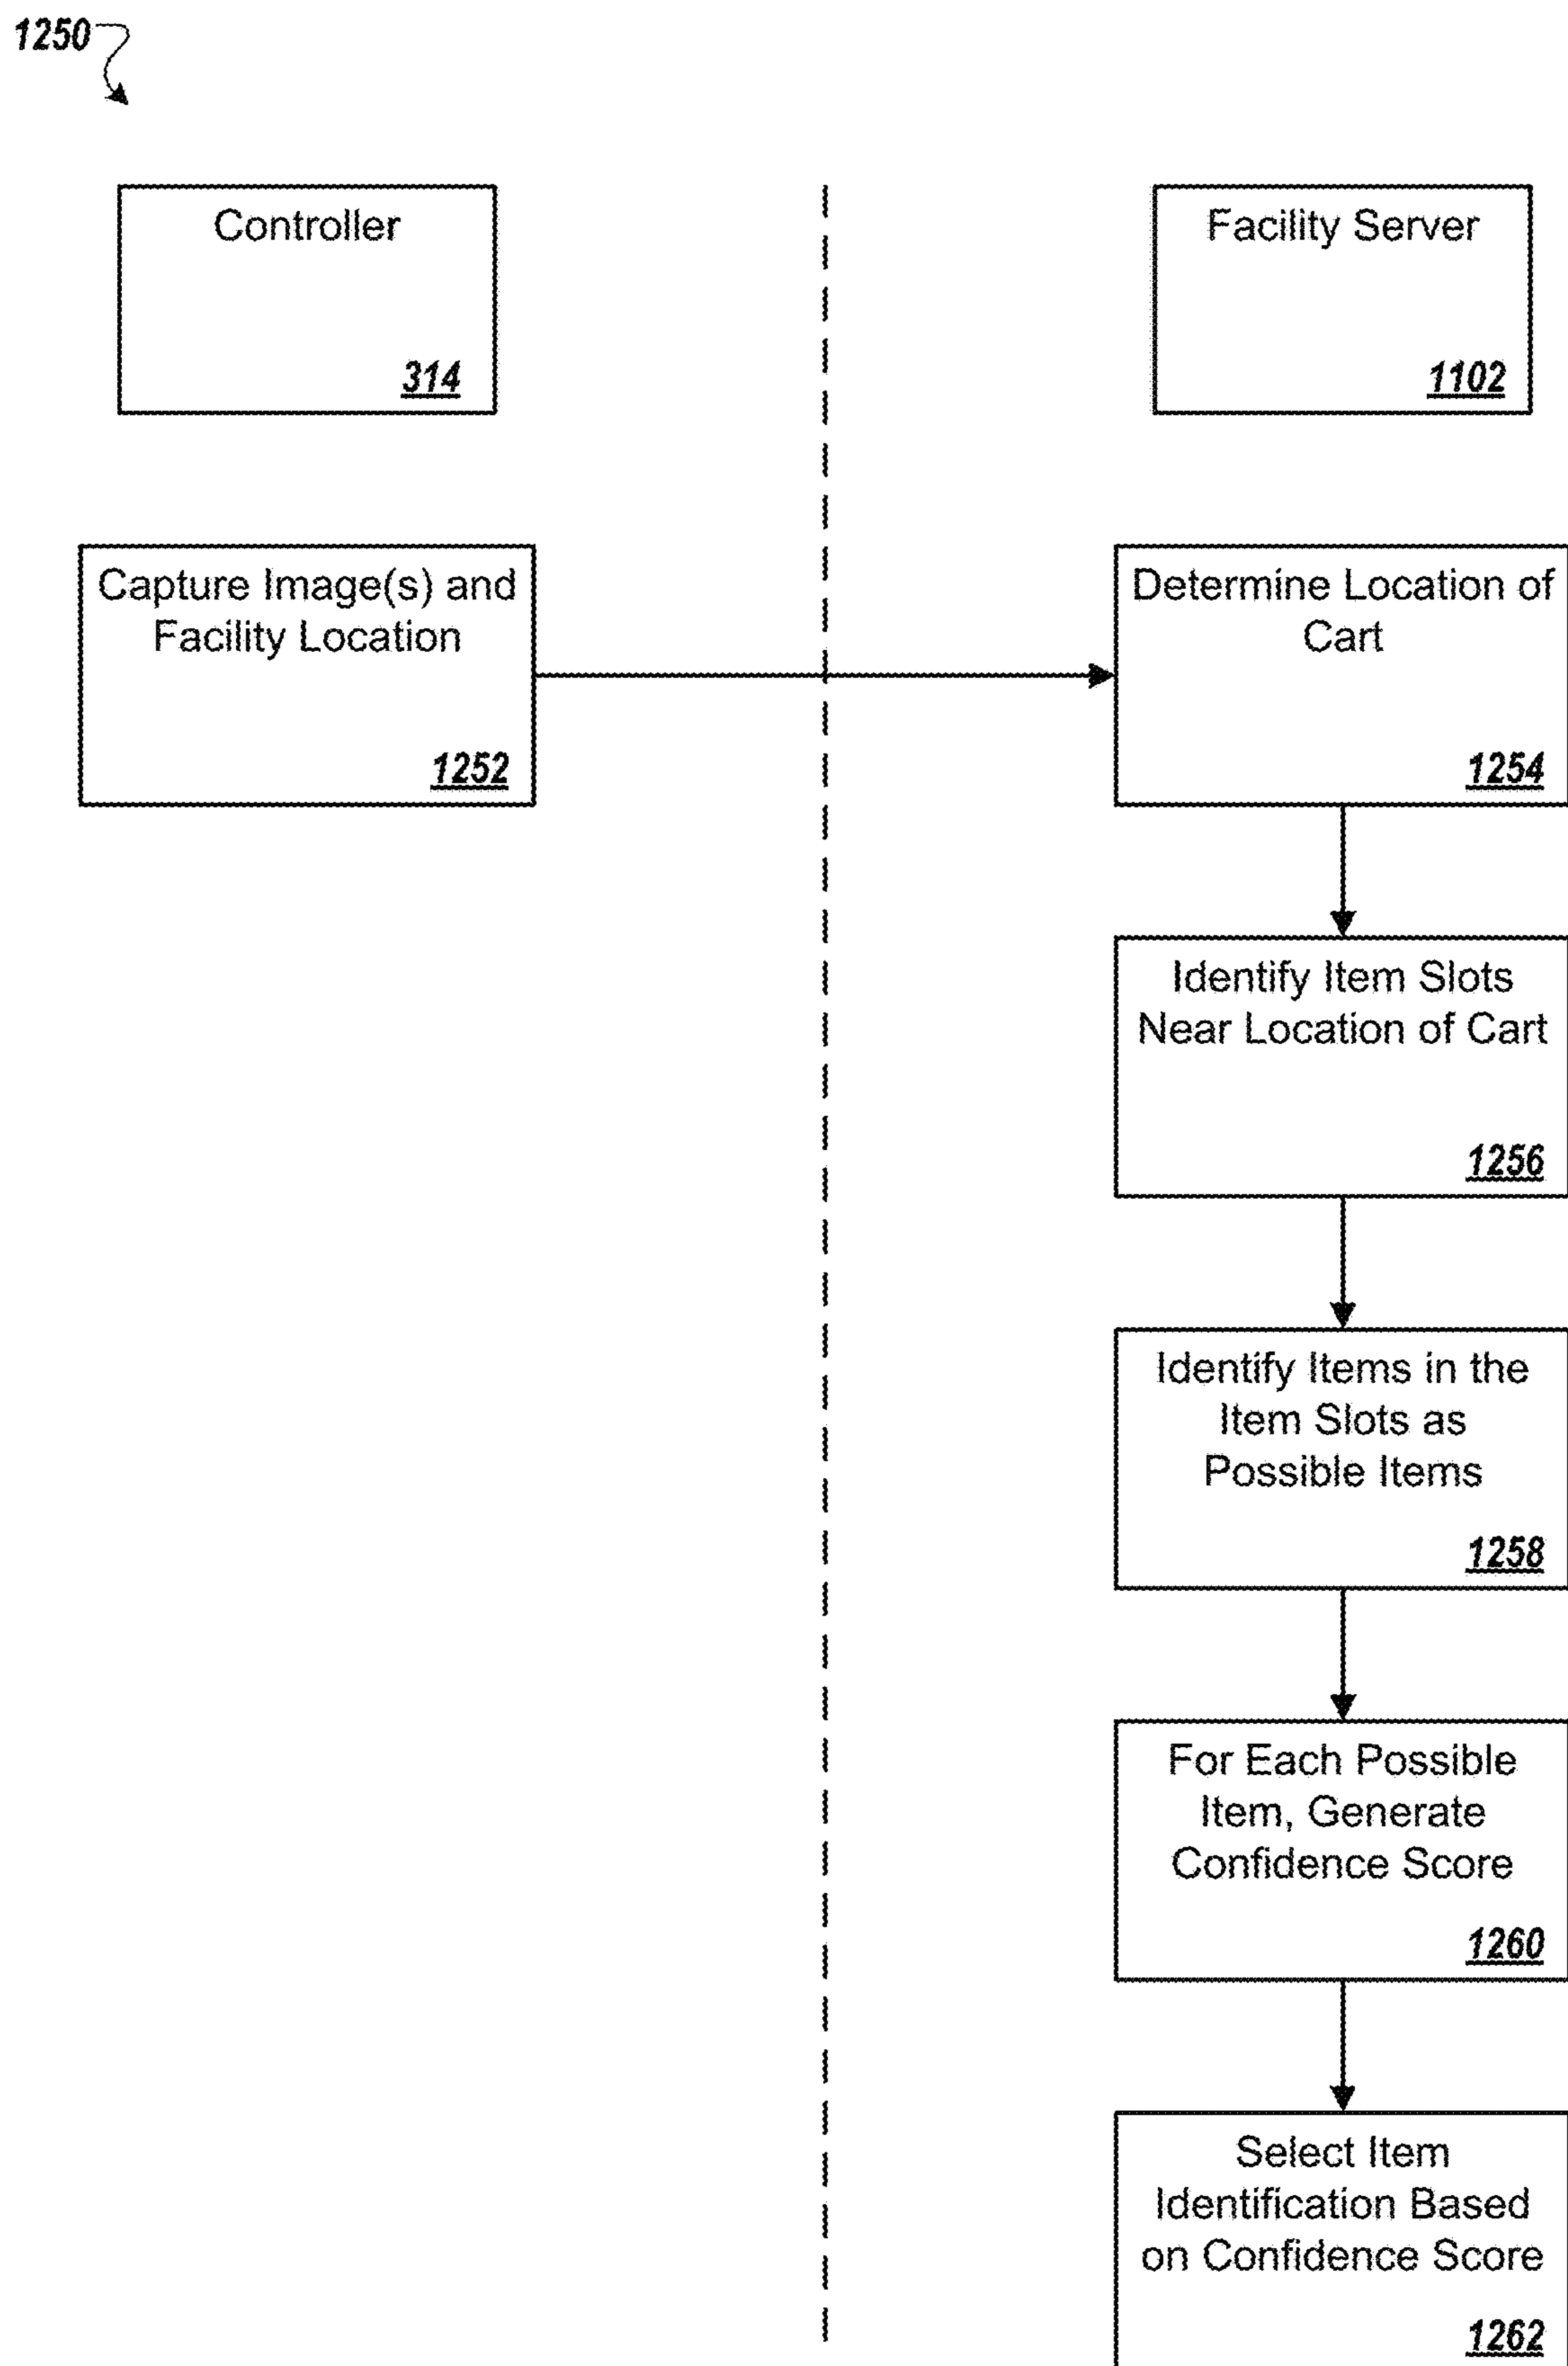 1250
Controller
314
Facility Server
1102
Capture Image(s) and
Facility Location
1252
Determine Location of
Cart
1254
Identify Item Slots
Near Location of Cart
1256
Identify Items in the
Item Slots as
Possible Items
1258
For Each Possible
Item, Generate
Confidence Score
1260
Select Item
Identification Based
on Confidence Score
1262